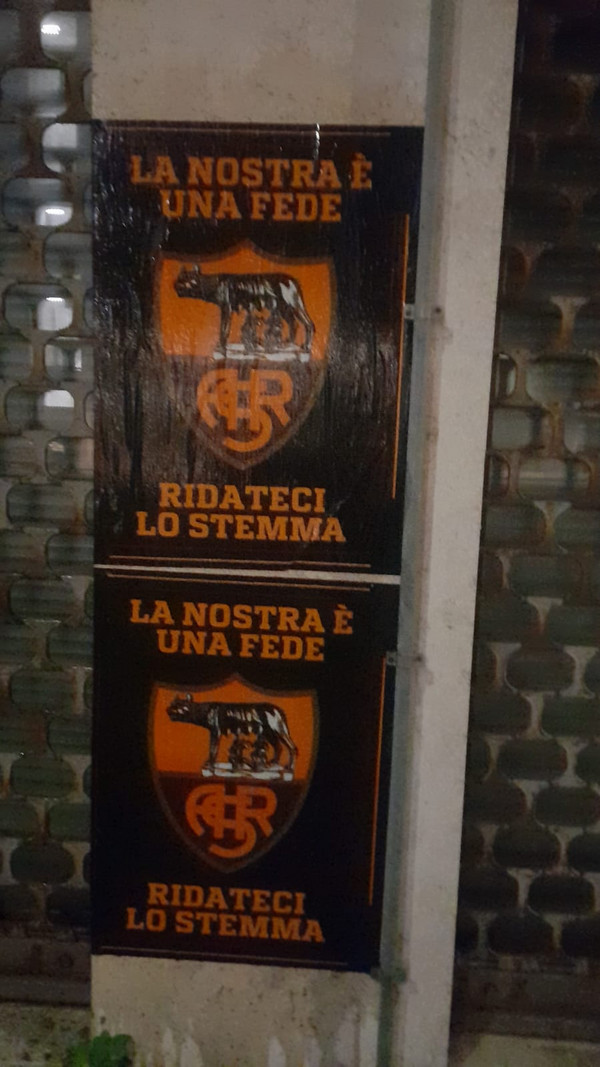 LA NOSTRA È
UNA FEDE
ASR
RIDATECI
LO STEMMA
LA NOSTRA È
UNA FEDE
ASR
RIDATECI
LO STEMMA